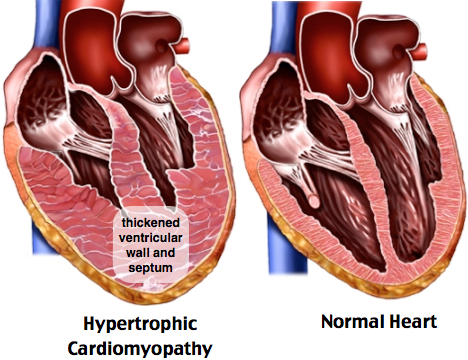 thickened
ventricular
wall and
septum
Hypertrophic
Cardiomyopathy
Normal Heart